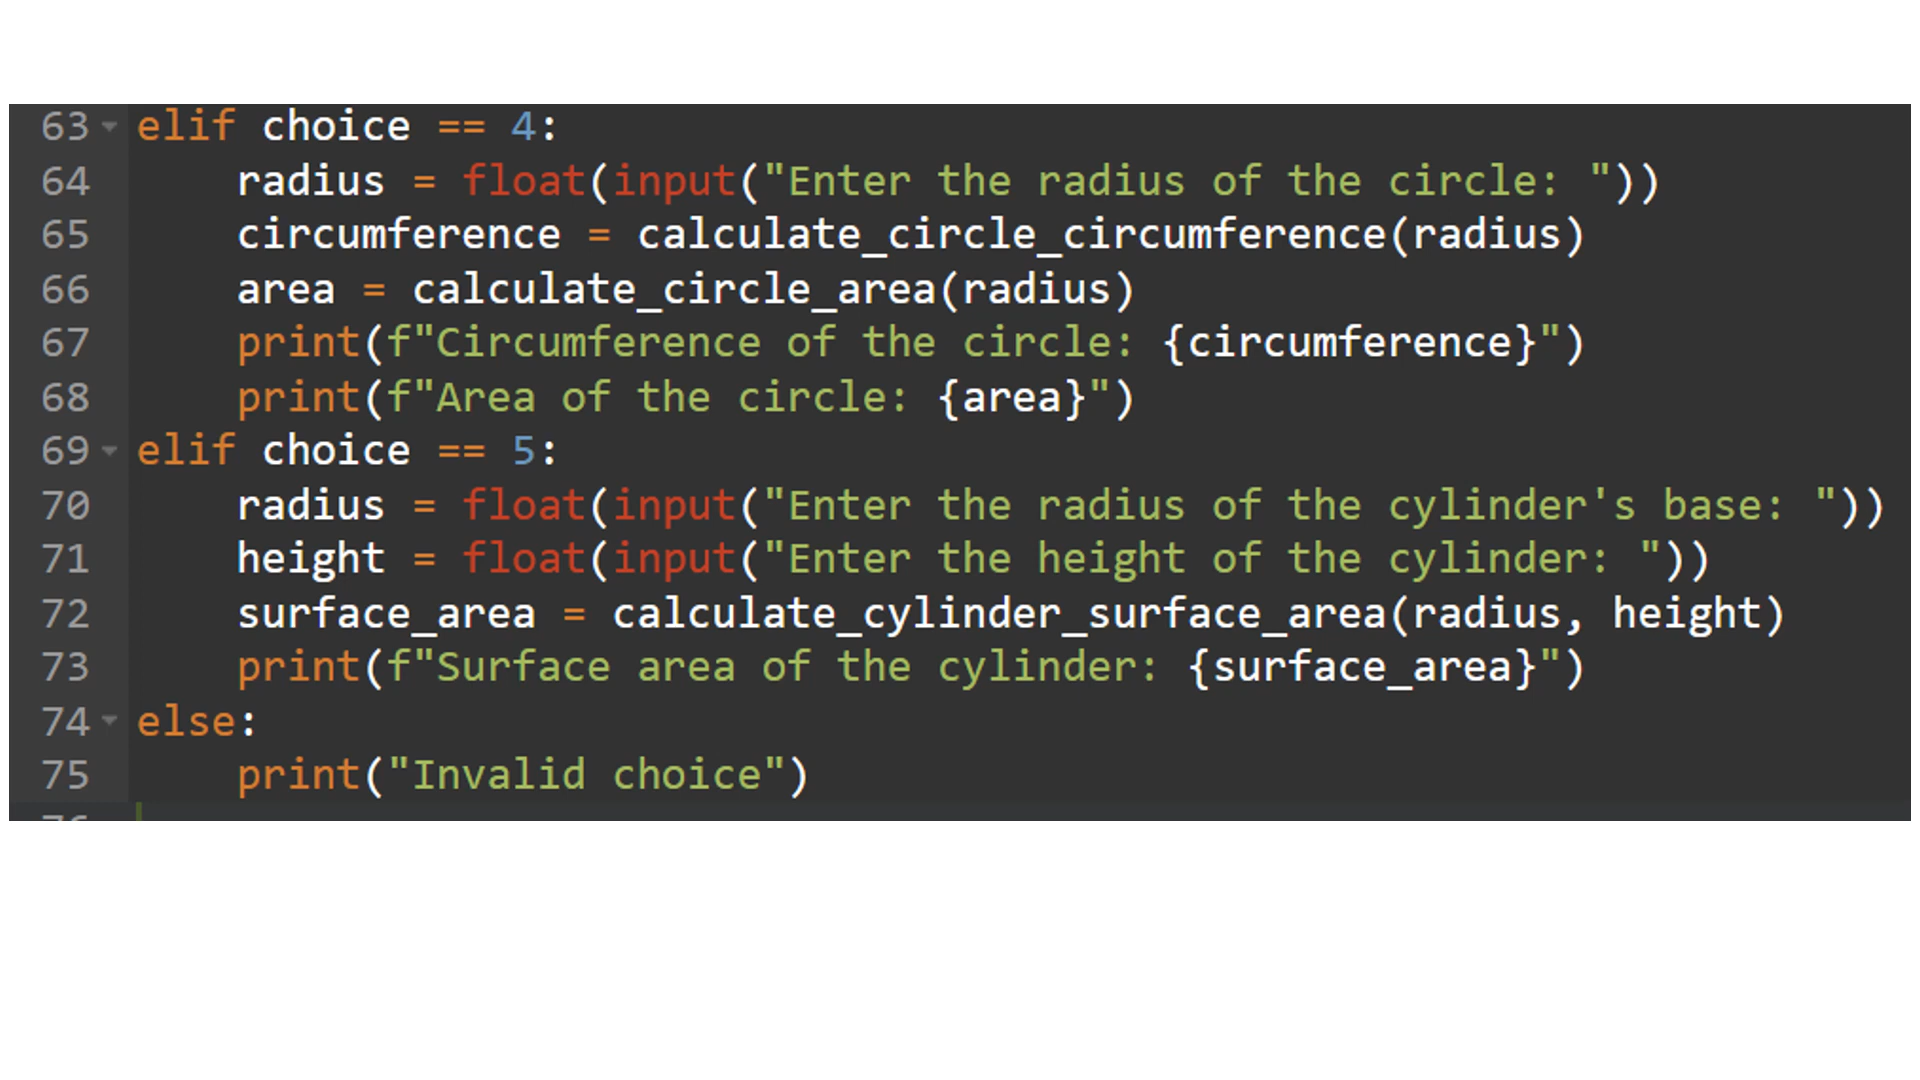 63 elif choice == 4:
64     radius = float(input("Enter the radius of the circle: "))
65     circumference = calculate_circle_circumference(radius)
66     area = calculate_circle_area(radius)
67     print(f"Circumference of the circle: {circumference}")
68     print(f"Area of the circle: {area}")
69 elif choice == 5:
70     radius = float(input("Enter the radius of the cylinder's base: "))
71     height = float(input("Enter the height of the cylinder: "))
72     surface_area = calculate_cylinder_surface_area(radius, height)
73     print(f"Surface area of the cylinder: {surface_area}")
74 else:
75     print("Invalid choice")